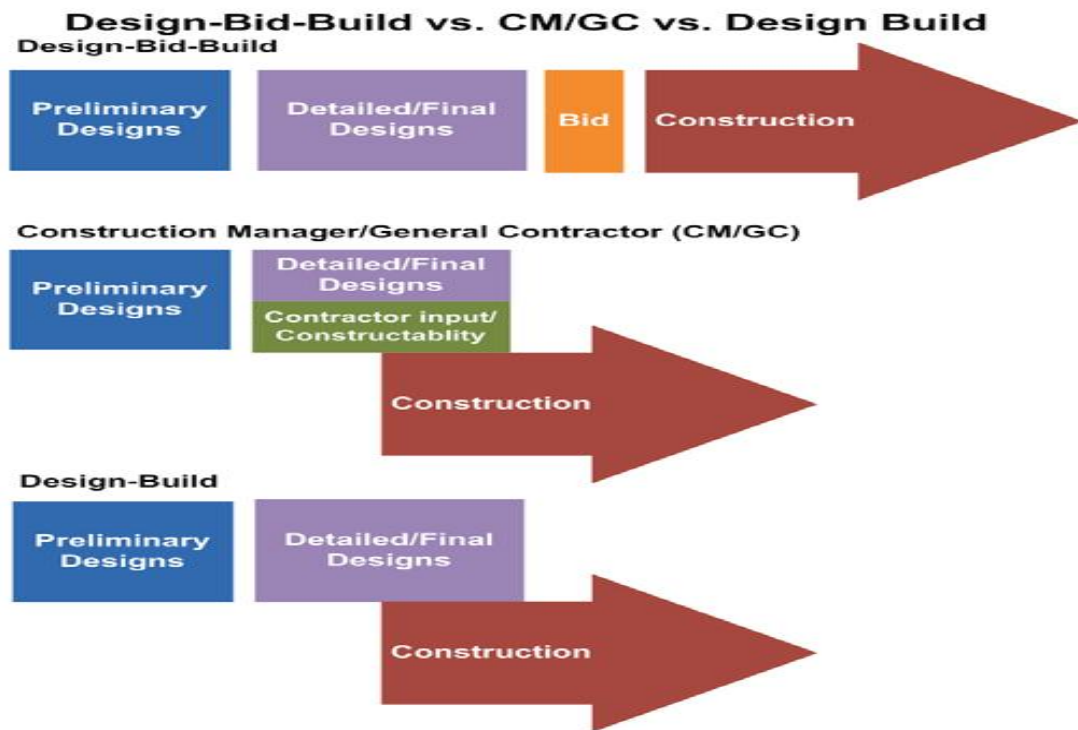 Design-Bid-Build vs. CM/GC vs. Design Build
Design-Bid-Build
Preliminary
Designs
Detailed/Final
Designs
Bid
Construction
Construction Manager/General Contractor (CM/GC)
Preliminary
Designs
Detailed/Final
Designs
Contractor input/
Constructablity
Construction
Design-Build
Preliminary
Designs
Detailed/Final
Designs
Construction